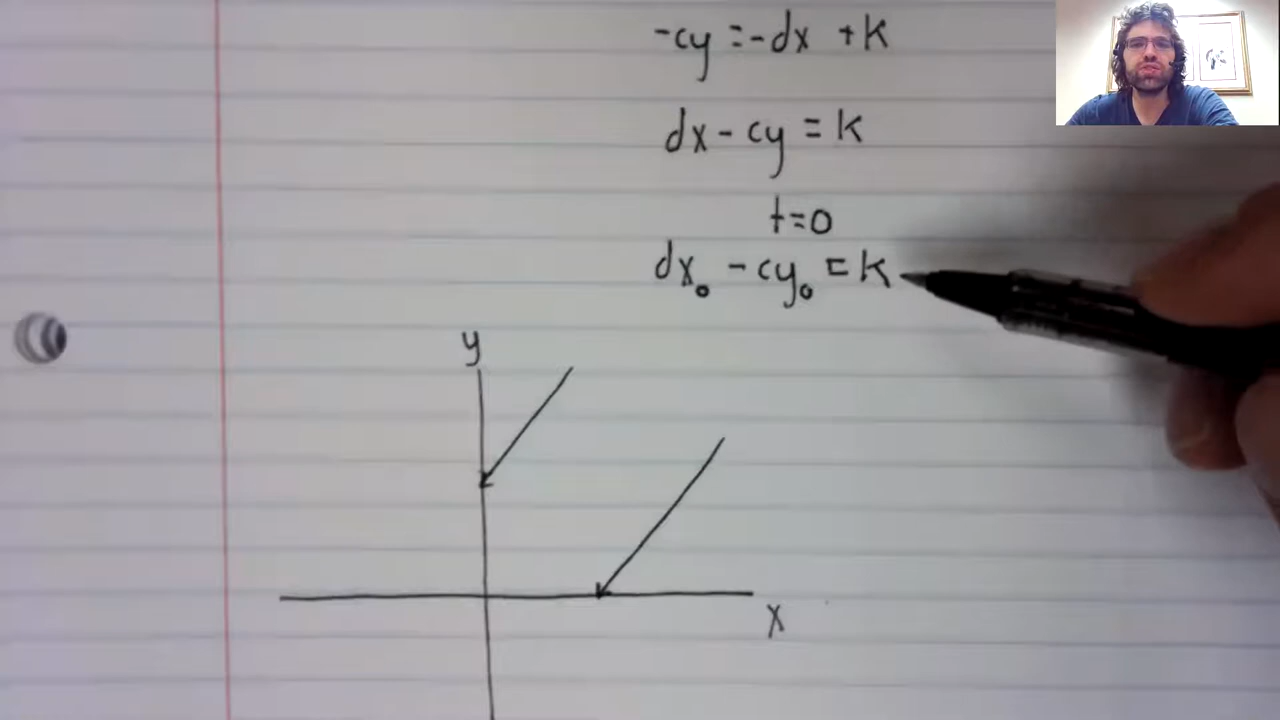 -cy = -dx + k
dx - cy = k
t = 0
dx₀ - cy₀ = k
y
x